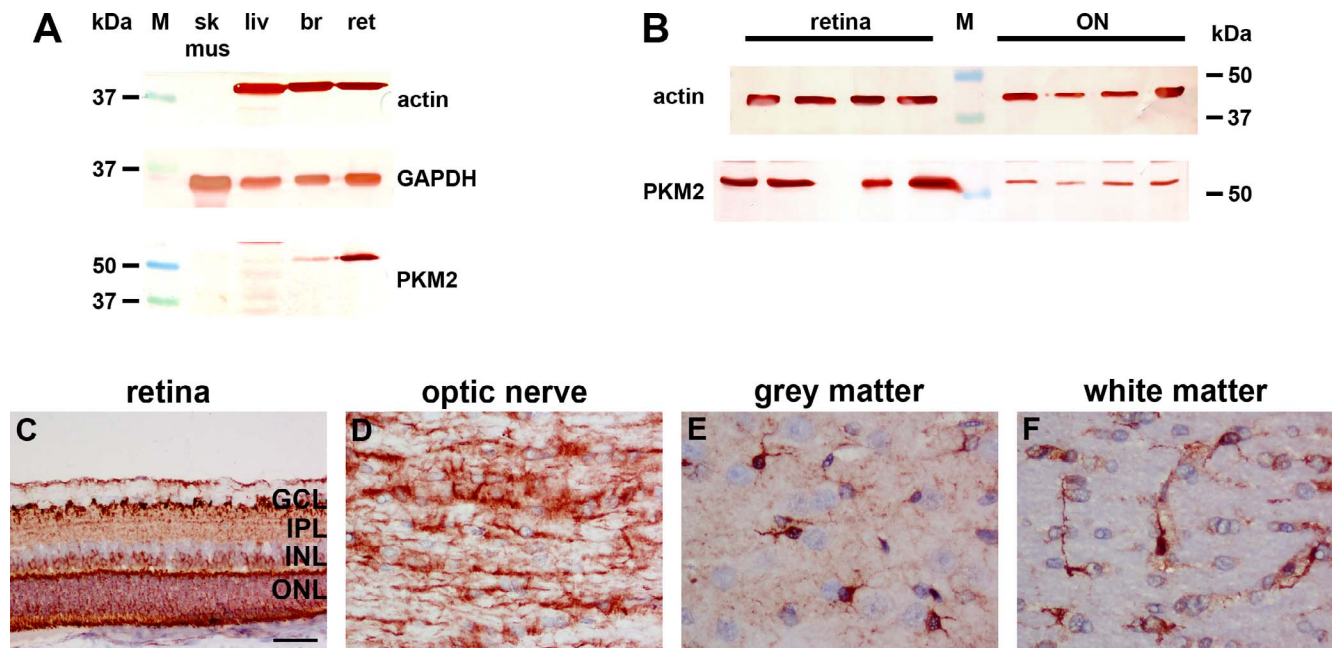 A
kDa M sk mus liv br ret
37
actin
37
GAPDH
50
37
PKM2
B
retina M ON
kDa
actin
50
37
PKM2
50
retina optic nerve grey matter white matter
C
GCL
IPL
INL
ONL
D
E
F